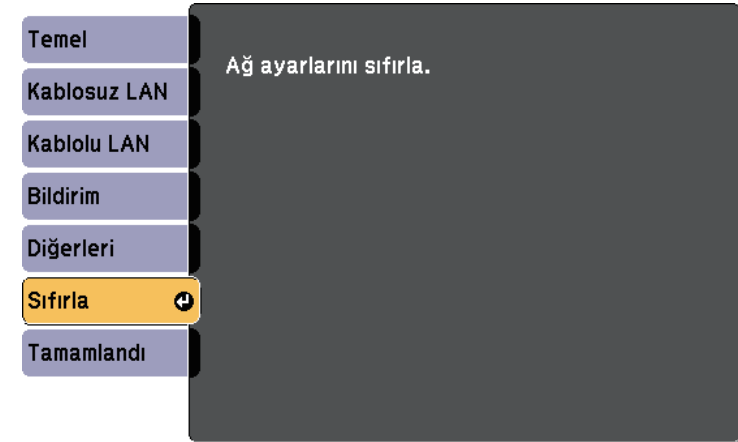 Temel
Kablosuz LAN
Kablolu LAN
Bildirim
Diğerleri
Sıfırla
Tamamlandı
Ağ ayarlarını sıfırla.